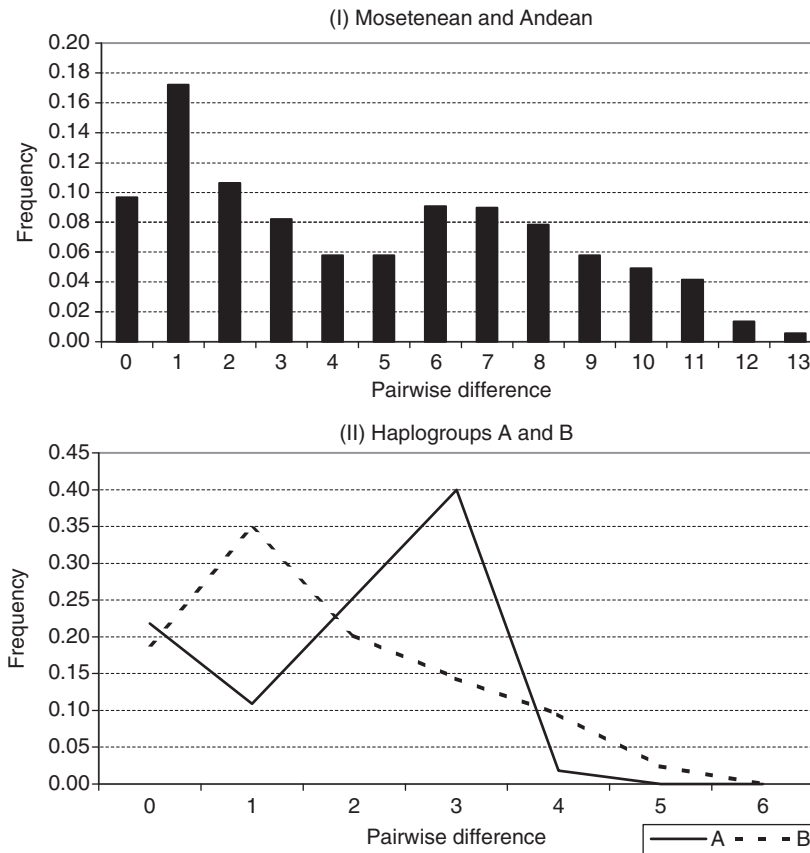 (I) Mosetenean and Andean
0.20
0.18
0.16
0.14
0.12
0.10
0.08
0.06
0.04
0.02
0.00
Frequency
0 1 2 3 4 5 6 7 8 9 10 11 12 13
Pairwise difference
(II) Haplogroups A and B
0.45
0.40
0.35
0.30
0.25
0.20
0.15
0.10
0.05
0.00
Frequency
0 1 2 3 4 5 6
Pairwise difference
A B